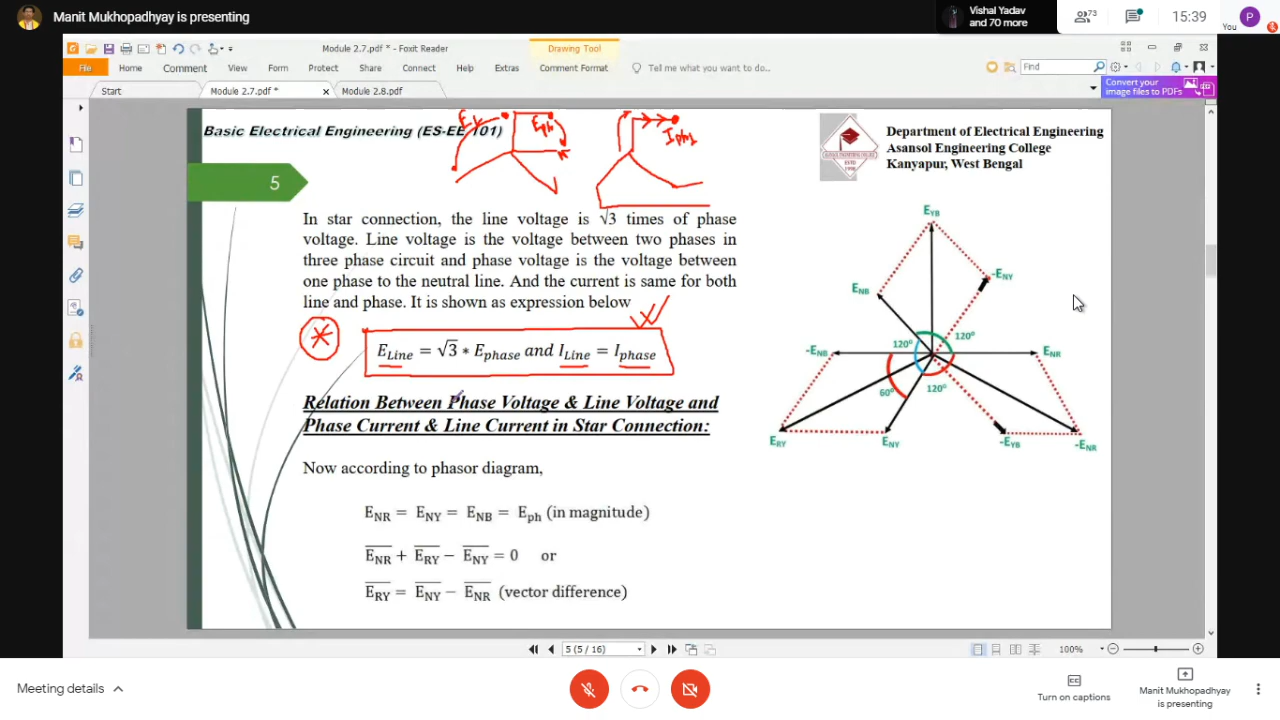 Manit Mukhopadhyay is presenting
Vishal Yadav
and 70 more
73
15:39
You
P
Module 2.7.pdf * - Foxit Reader
Drawing Tool
File
Home
Comment
View
Form
Protect
Share
Connect
Help
Extras
Comment Format
Tell me what you want to do...
Find
Start
Module 2.7.pdf *
Module 2.8.pdf
Convert your
image files to PDFs
Basic Electrical Engineering (ES-EE 101)
Eph
Iph1
Department of Electrical Engineering
Asansol Engineering College
Kanyapur, West Bengal
5
In star connection, the line voltage is √3 times of phase
voltage. Line voltage is the voltage between two phases in
three phase circuit and phase voltage is the voltage between
one phase to the neutral line. And the current is same for both
line and phase. It is shown as expression below
E_Line = √3 * E_phase and I_Line = I_phase
Relation Between Phase Voltage & Line Voltage and
Phase Current & Line Current in Star Connection:
Now according to phasor diagram,
E_NR = E_NY = E_NB = E_ph (in magnitude)
E̅_NR + E̅_RY − E̅_NY = 0 or
E̅_RY = E̅_NY − E̅_NR (vector difference)
E_YB
-E_NY
E_NB
120°
120°
-E_NB
E_NR
60°
120°
E_RY
E_NY
-E_YB
-E_NR
5 (5 / 16)
100%
Meeting details
Turn on captions
Manit Mukhopadhyay
is presenting